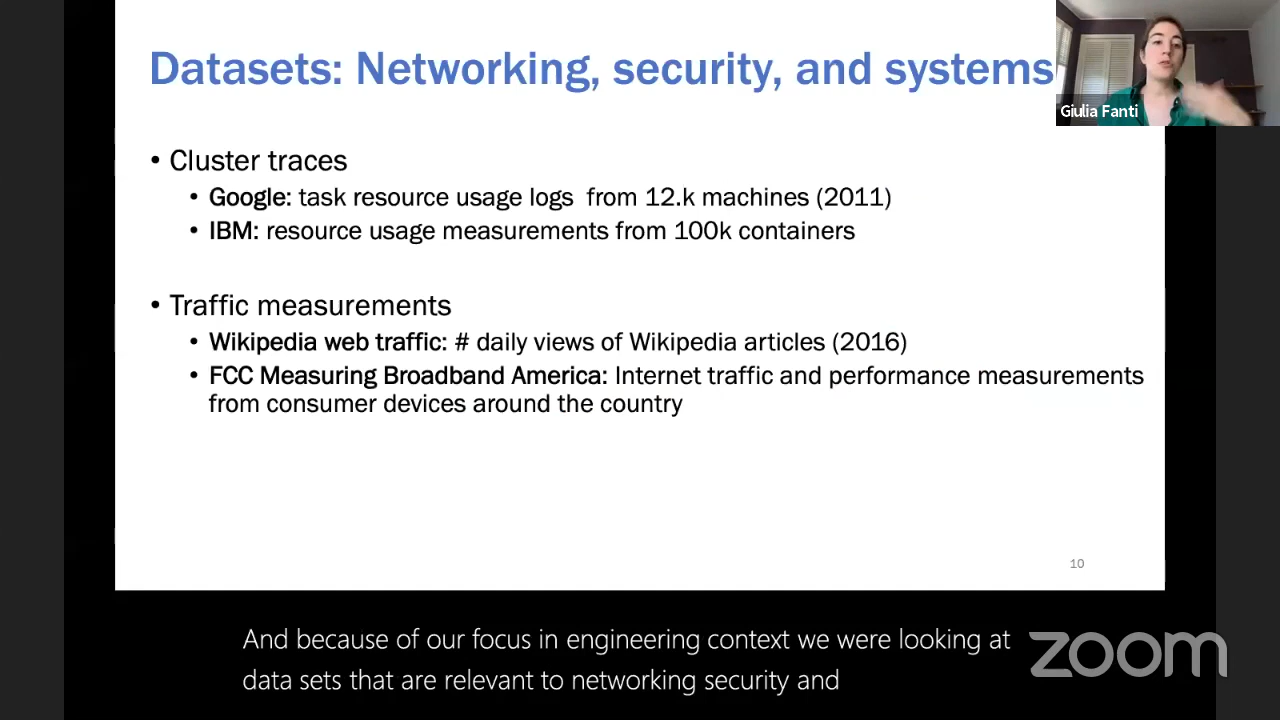 Datasets: Networking, security, and systems
Giulia Fanti
• Cluster traces
• Google: task resource usage logs from 12.k machines (2011)
• IBM: resource usage measurements from 100k containers
• Traffic measurements
• Wikipedia web traffic: # daily views of Wikipedia articles (2016)
• FCC Measuring Broadband America: Internet traffic and performance measurements
from consumer devices around the country
10
And because of our focus in engineering context we were looking at
data sets that are relevant to networking security and
zoom